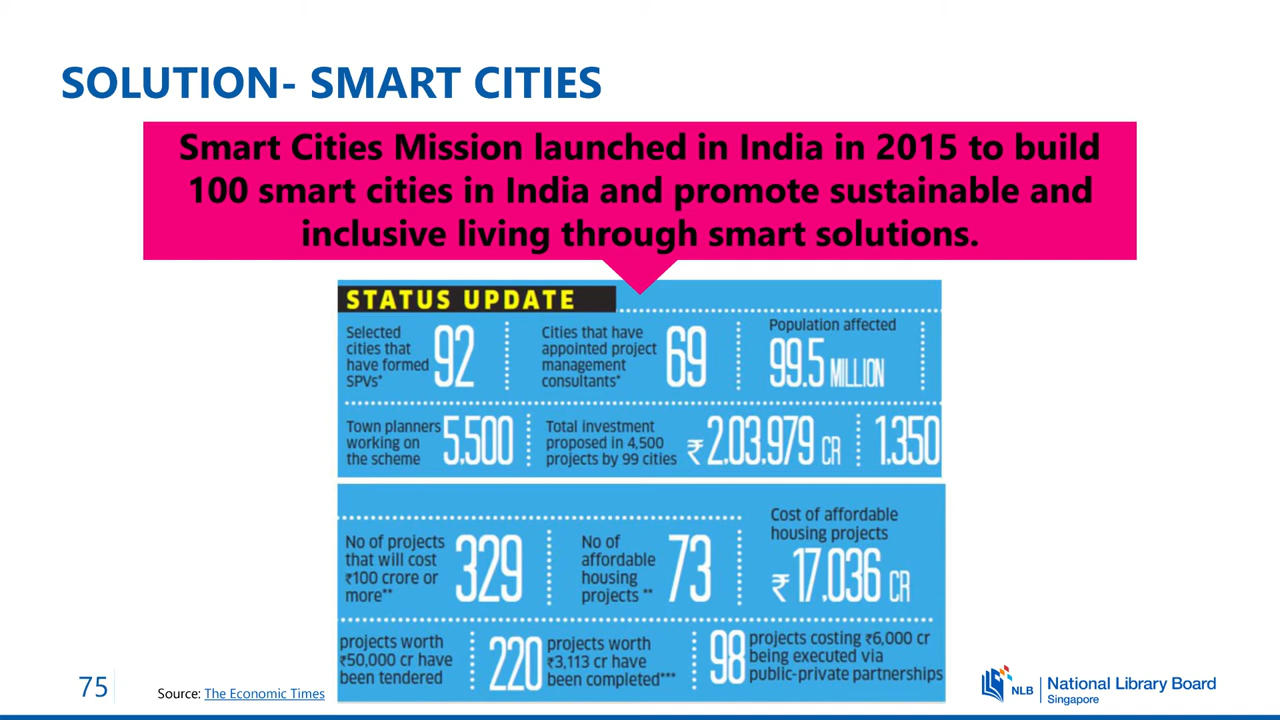 SOLUTION- SMART CITIES
Smart Cities Mission launched in India in 2015 to build
100 smart cities in India and promote sustainable and
inclusive living through smart solutions.
STATUS UPDATE
Selected
cities that
have formed
SPVs*
92
Cities that have
appointed project
management
consultants*
69
Population affected
99.5 MILLION
Town planners
working on
the scheme
5,500
Total investment
proposed in 4,500
projects by 99 cities
₹2,03,979 CR
1,350
No of projects
that will cost
₹100 crore or
more**
329
No of
affordable
housing
projects **
73
Cost of affordable
housing projects
₹17,036 CR
projects worth
₹50,000 cr have
been tendered
220
projects worth
₹3,113 cr have
been completed***
98
projects costing ₹6,000 cr
being executed via
public-private partnerships
75
Source: The Economic Times
NLB
National Library Board
Singapore